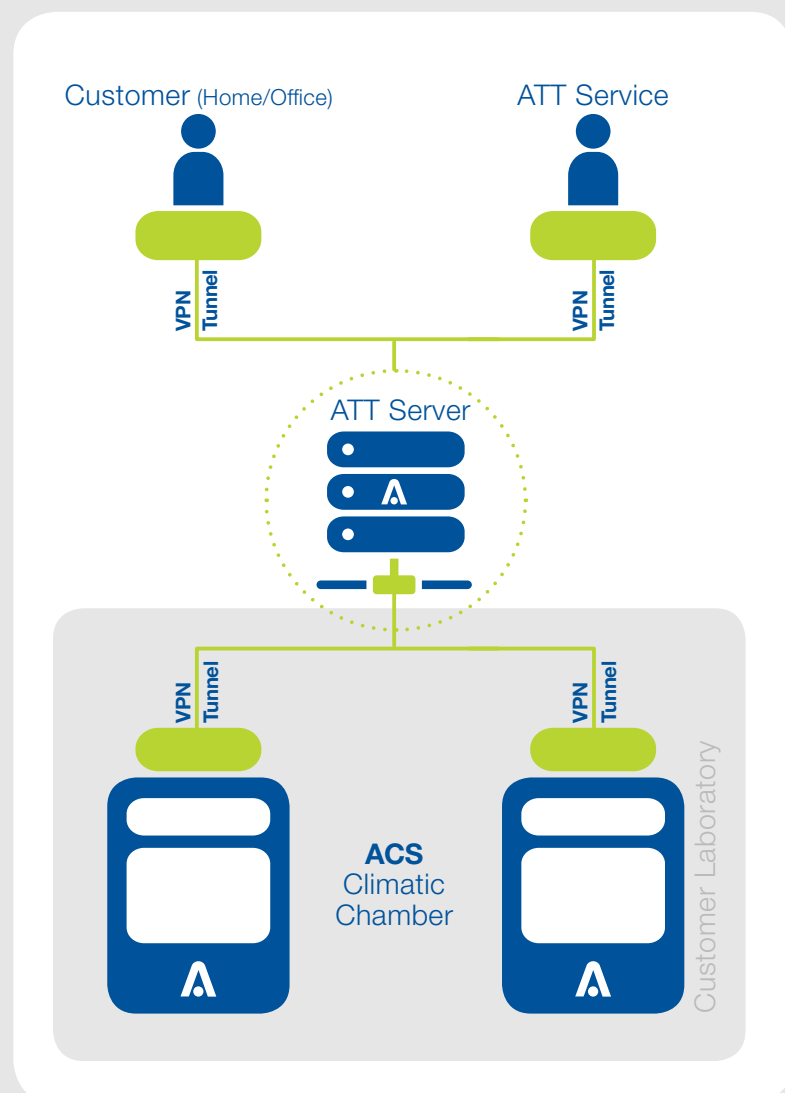 Customer (Home/Office)
ATT Service
VPN
Tunnel
VPN
Tunnel
ATT Server
VPN
Tunnel
VPN
Tunnel
ACS
Climatic
Chamber
Customer Laboratory